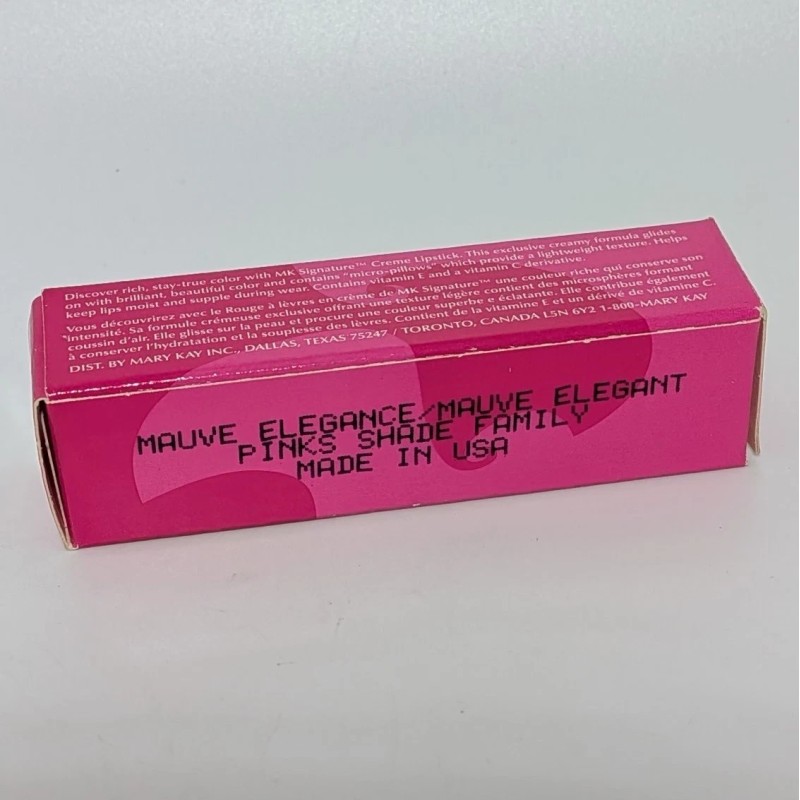 Discover rich, stay-true color with MK Signature™ Creme Lipstick. This exclusive creamy formula glides
on with brilliant, beautiful color and contains "micro-pillows" which provide a lightweight texture. Helps
keep lips moist and supple during wear. Contains vitamin E and a vitamin C derivative.
Vous découvrirez avec le Rouge à lèvres en crème de MK Signature™ une couleur riche qui conserve son
intensité. Sa formule crémeuse exclusive offrant une texture légère contient des microsphères formant
coussin d'air. Elle glisse sur la peau et procure une couleur superbe e éclatante. Elle contribue également
à conserver l'hydratation et la souplesse des lèvres. Contient de la vitamine E et un dérivé de vitamine C.
DIST. BY MARY KAY INC., DALLAS, TEXAS 75247 / TORONTO, CANADA L5N 6Y2 1-800-MARY KAY
MAUVE ELEGANCE/MAUVE ELEGANT
PINKS SHADE FAMILY
MADE IN USA